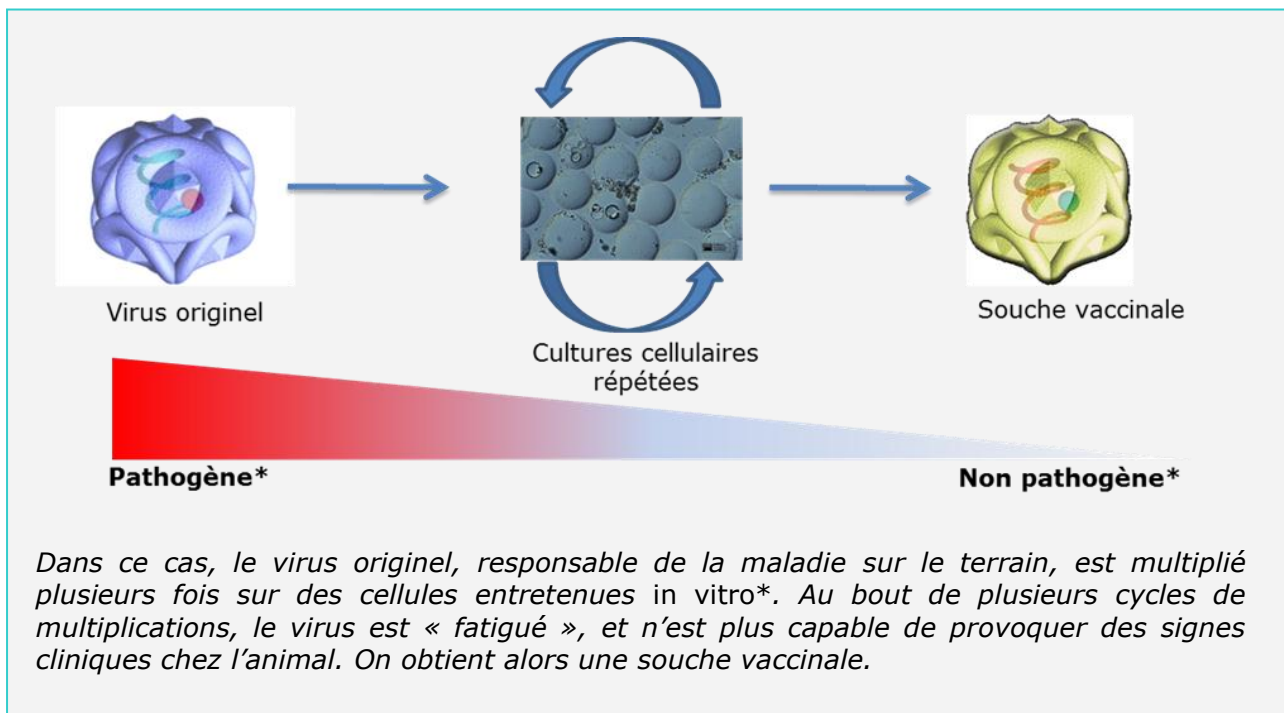 Virus originel
Souche vaccinale
Cultures cellulaires
répétées
Pathogène*
Non pathogène*
Dans ce cas, le virus originel, responsable de la maladie sur le terrain, est multiplié
plusieurs fois sur des cellules entretenues in vitro*. Au bout de plusieurs cycles de
multiplications, le virus est « fatigué », et n’est plus capable de provoquer des signes
cliniques chez l’animal. On obtient alors une souche vaccinale.